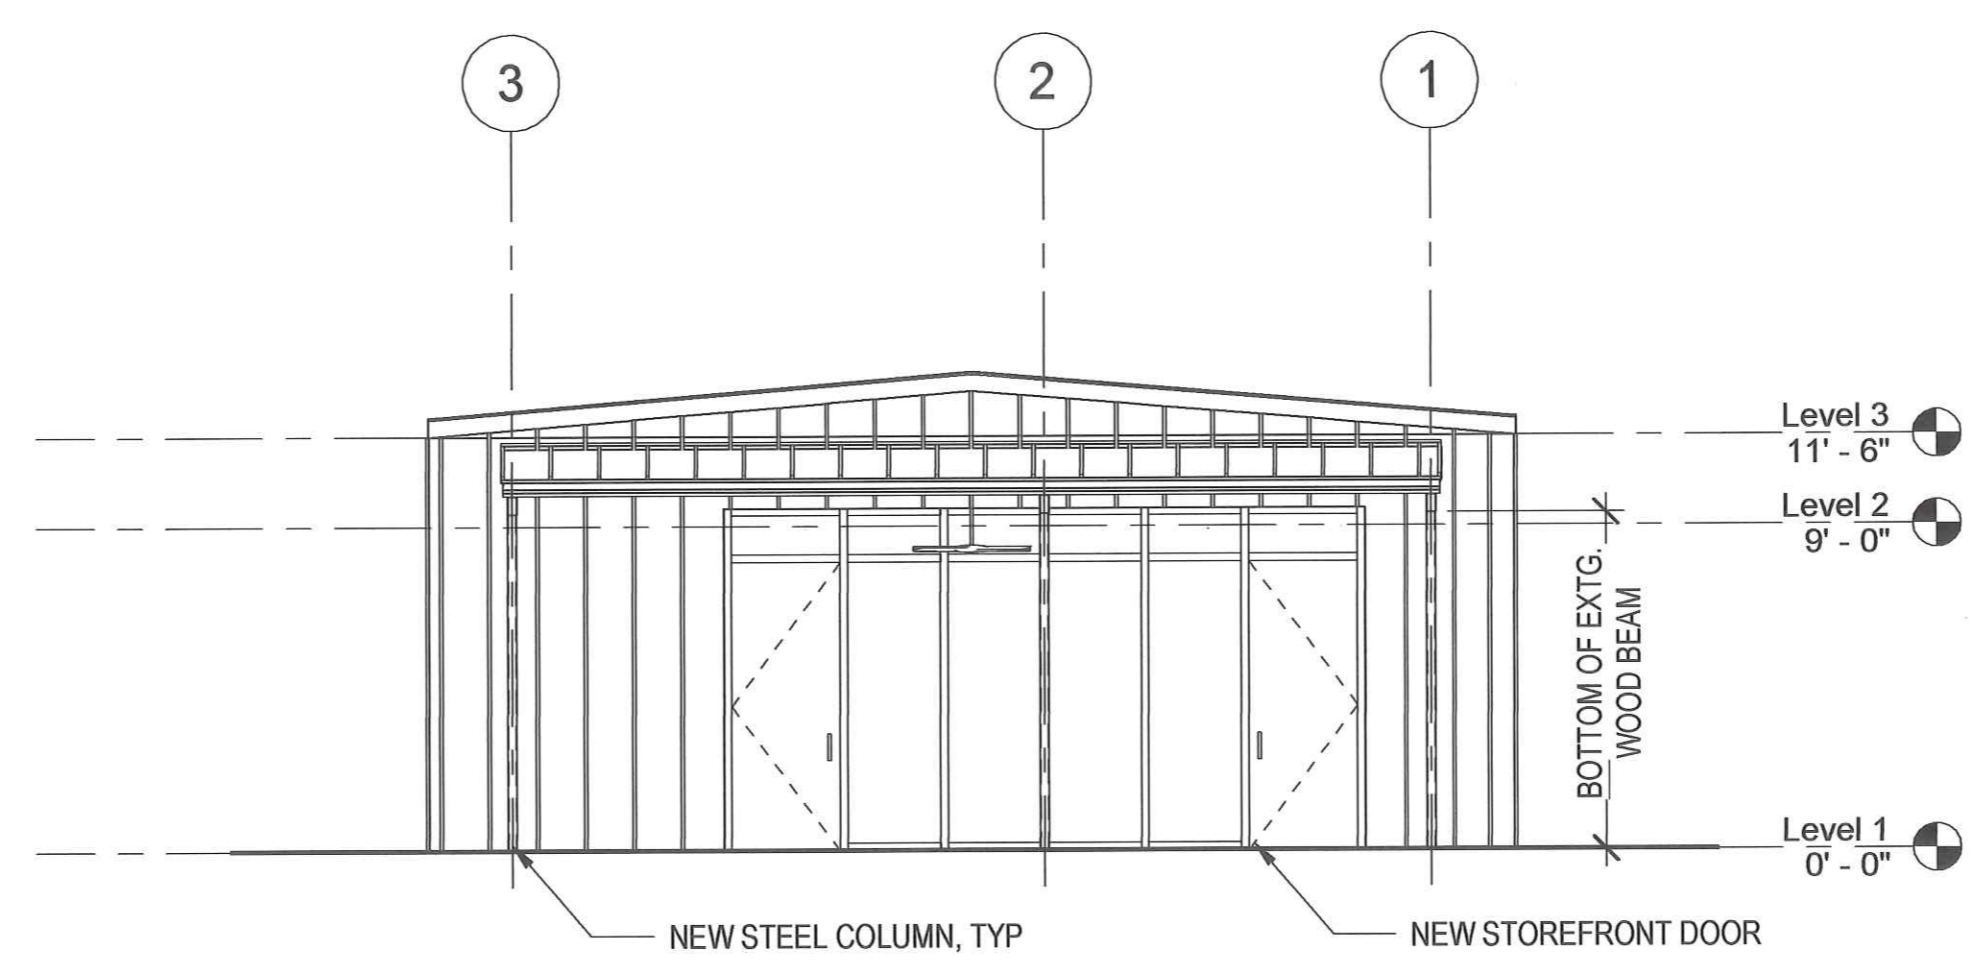 3
2
1
Level 3
11' - 6"
Level 2
9' - 0"
BOTTOM OF EXTG.
WOOD BEAM
Level 1
0' - 0"
NEW STEEL COLUMN, TYP
NEW STOREFRONT DOOR